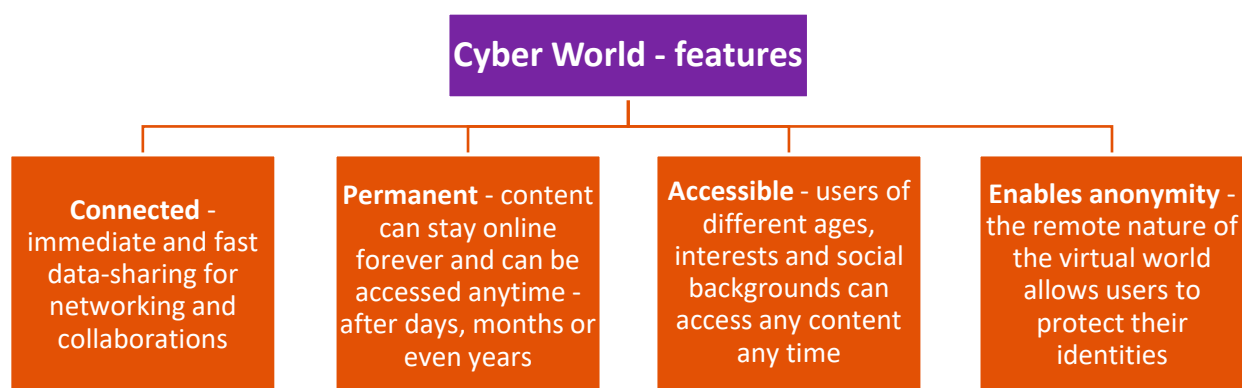 Cyber World - features
Connected -
immediate and fast
data-sharing for
networking and
collaborations
Permanent - content
can stay online
forever and can be
accessed anytime -
after days, months or
even years
Accessible - users of
different ages,
interests and social
backgrounds can
access any content
any time
Enables anonymity -
the remote nature of
the virtual world
allows users to
protect their
identities